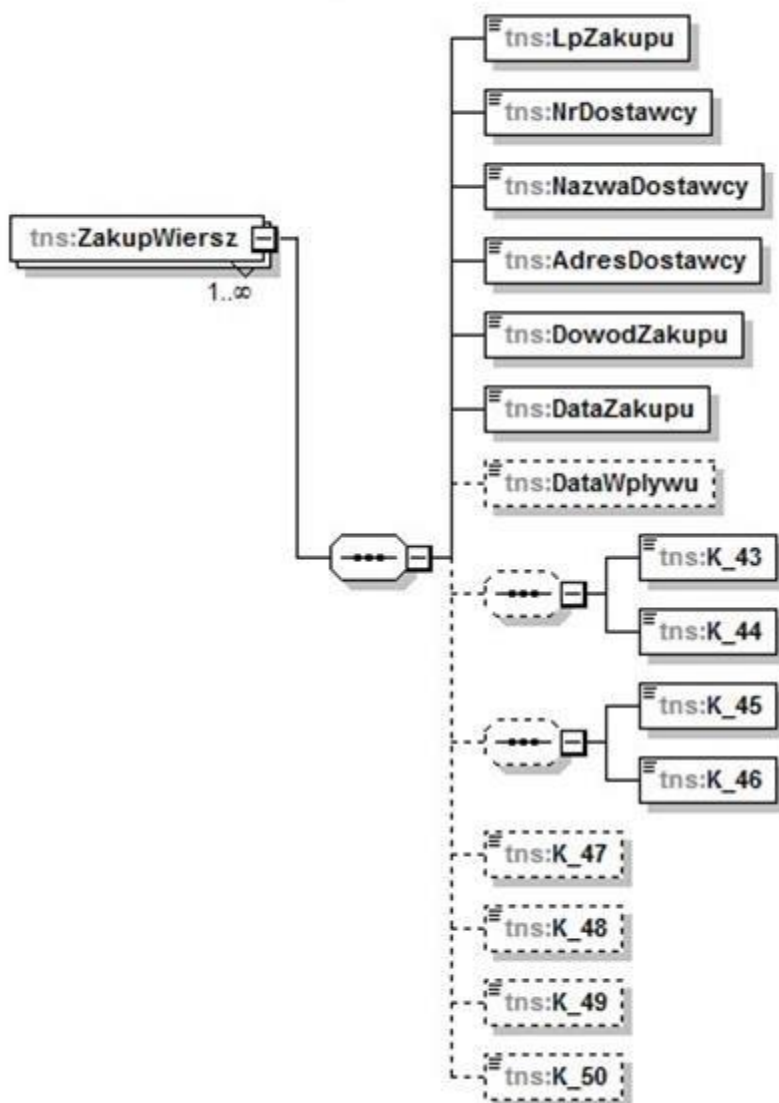 tns:LpZakupu
tns:NrDostawcy
tns:NazwaDostawcy
tns:ZakupWiersz
1..∞
tns:AdresDostawcy
tns:DowodZakupu
tns:DataZakupu
tns:DataWplywu
tns:K_43
tns:K_44
tns:K_45
tns:K_46
tns:K_47
tns:K_48
tns:K_49
tns:K_50